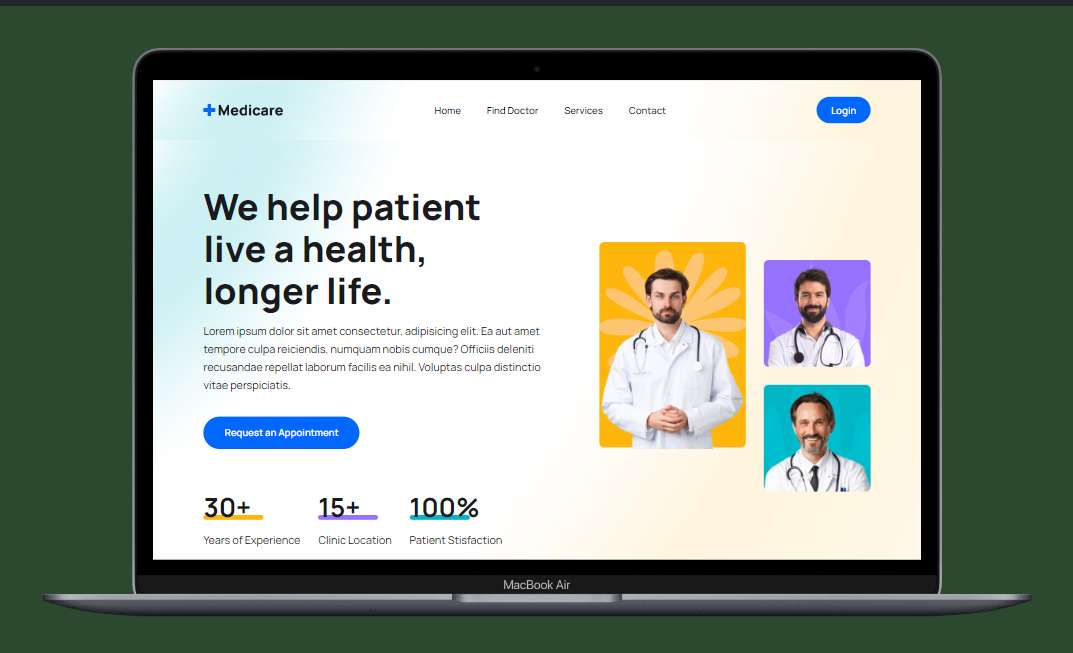 Medicare
Home Find Doctor Services Contact
Login
We help patient
live a health,
longer life.
Lorem ipsum dolor sit amet consectetur, adipisicing elit. Ea aut amet
tempore culpa reiciendis, numquam nobis cumque? Officiis deleniti
recusandae repellat laborum facilis ea nihil. Voluptas culpa distinctio
vitae perspiciatis.
Request an Appointment
30+ 15+ 100%
Years of Experience Clinic Location Patient Stisfaction
MacBook Air